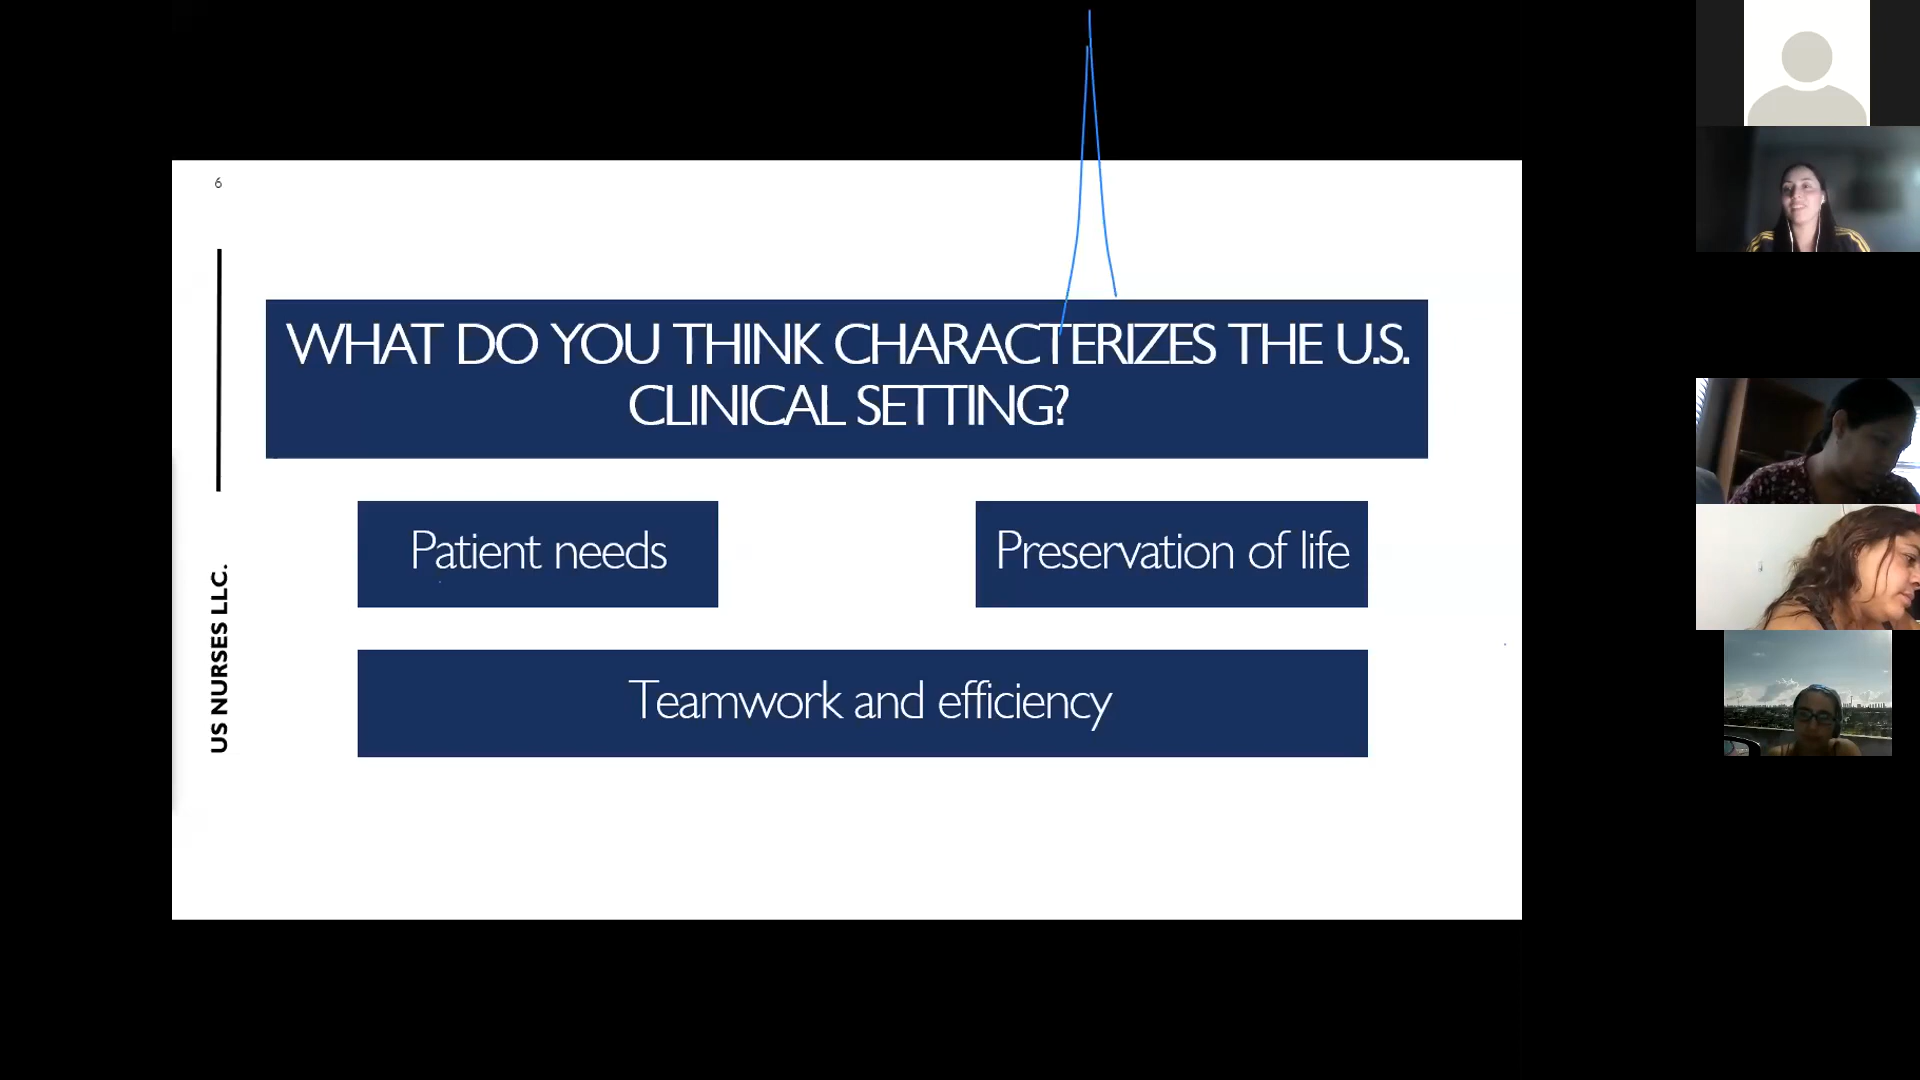 6
WHAT DO YOU THINK CHARACTERIZES THE U.S.
CLINICAL SETTING?
Patient needs
Preservation of life
Teamwork and efficiency
US NURSES LLC.